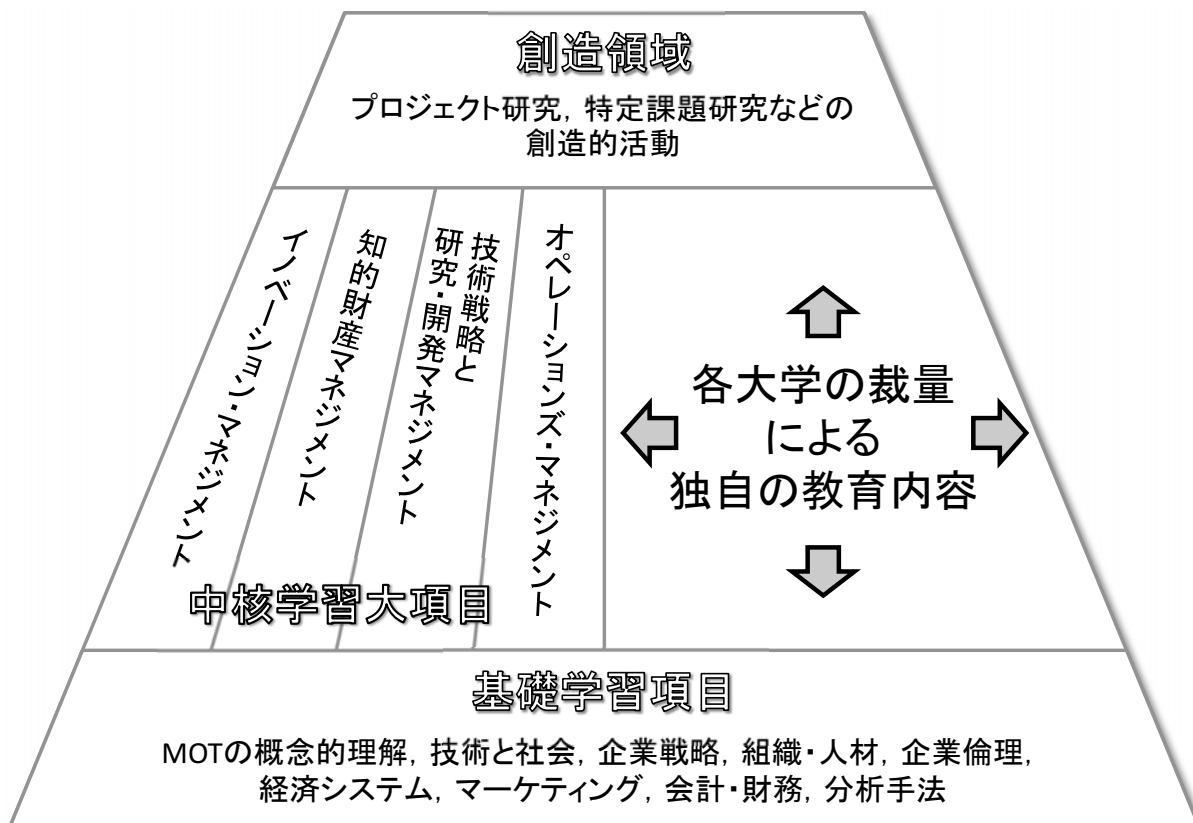 創造領域
プロジェクト研究，特定課題研究などの
創造的活動
イノベーション・マネジメント
知的財産マネジメント
技術戦略と
研究・開発マネジメント
オペレーションズ・マネジメント
中核学習大項目
各大学の裁量
による
独自の教育内容
基礎学習項目
MOTの概念的理解，技術と社会，企業戦略，組織・人材，企業倫理，
経済システム，マーケティング，会計・財務，分析手法